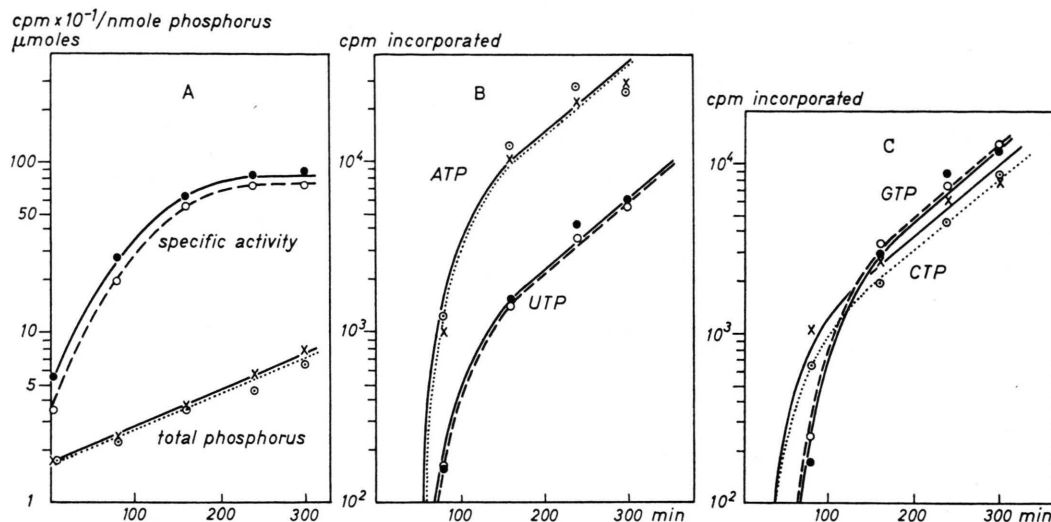 cpm x 10⁻¹/nmole phosphorus
μmoles
A
100
50
10
5
1
specific activity
total phosphorus
100
200
300
cpm incorporated
B
10⁴
10³
10²
ATP
UTP
100
200
300 min
cpm incorporated
C
10⁴
10³
10²
GTP
CTP
100
200
300 min